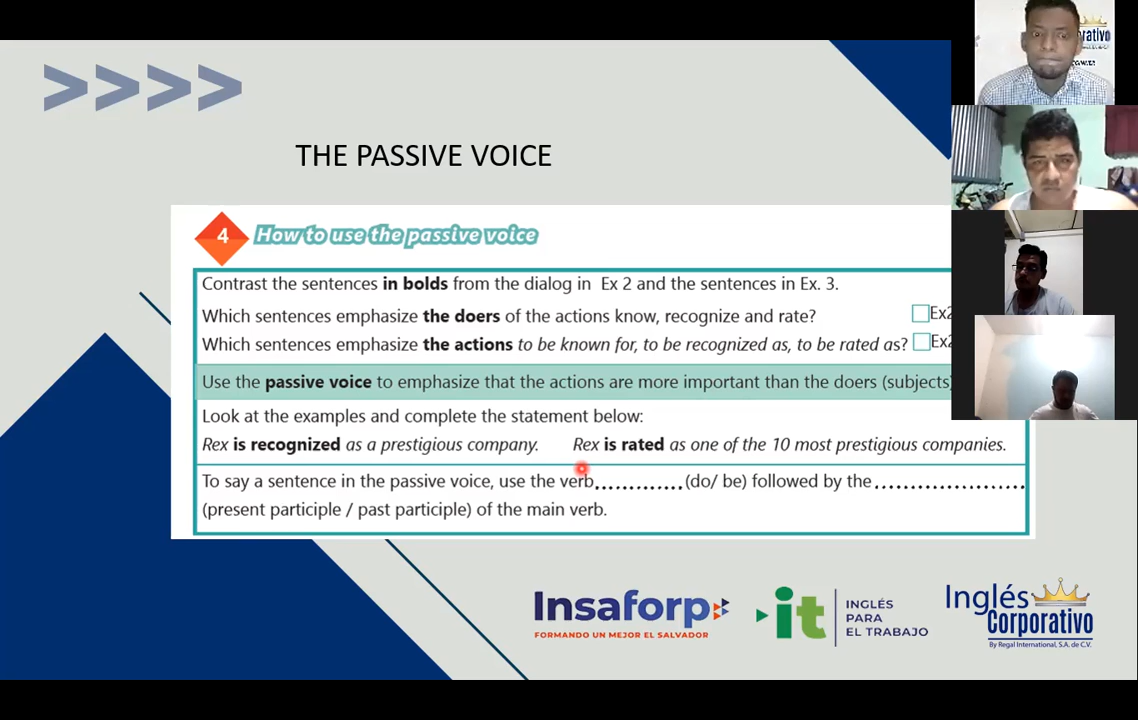 >>>>
THE PASSIVE VOICE
4 How to use the passive voice
Contrast the sentences in bolds from the dialog in Ex 2 and the sentences in Ex. 3.
Which sentences emphasize the doers of the actions know, recognize and rate? Ex2
Which sentences emphasize the actions to be known for, to be recognized as, to be rated as? Ex2
Use the passive voice to emphasize that the actions are more important than the doers (subjects)
Look at the examples and complete the statement below:
Rex is recognized as a prestigious company. Rex is rated as one of the 10 most prestigious companies.
To say a sentence in the passive voice, use the verb............. (do/ be) followed by the ......................
(present participle / past participle) of the main verb.
Insaforp
FORMANDO UN MEJOR EL SALVADOR
it
INGLÉS
PARA
EL TRABAJO
Inglés
Corporativo
By Regal International, S.A. de C.V.